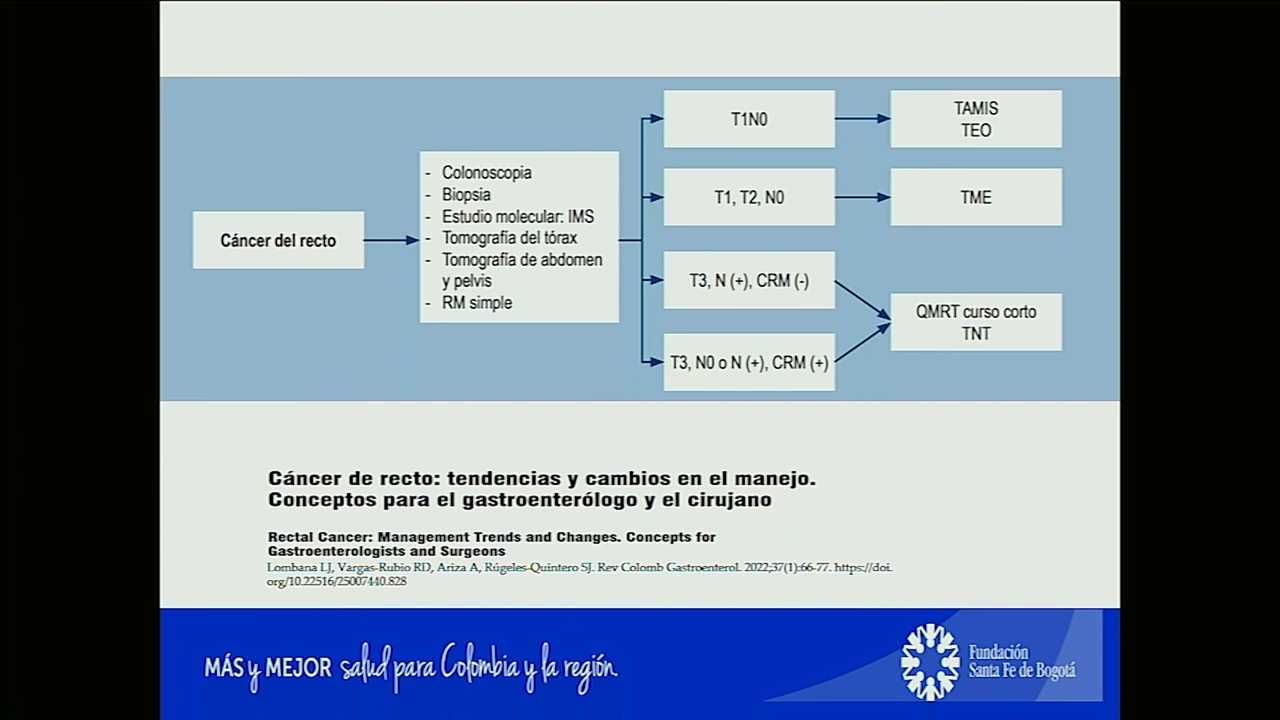 Cáncer del recto
- Colonoscopia
- Biopsia
- Estudio molecular: IMS
- Tomografía del tórax
- Tomografía de abdomen
y pelvis
- RM simple
T1N0
TAMIS
TEO
T1, T2, N0
TME
T3, N (+), CRM (-)
T3, N0 o N (+), CRM (+)
QMRT curso corto
TNT
Cáncer de recto: tendencias y cambios en el manejo.
Conceptos para el gastroenterólogo y el cirujano
Rectal Cancer: Management Trends and Changes. Concepts for
Gastroenterologists and Surgeons
Lombana LJ, Vargas-Rubio RD, Ariza A, Rúgeles-Quintero SJ. Rev Colomb Gastroenterol. 2022;37(1):66-77. https://doi.
org/10.22516/25007440.828
MÁS y MEJOR salud para Colombia y la región.
Fundación
Santa Fe de Bogotá